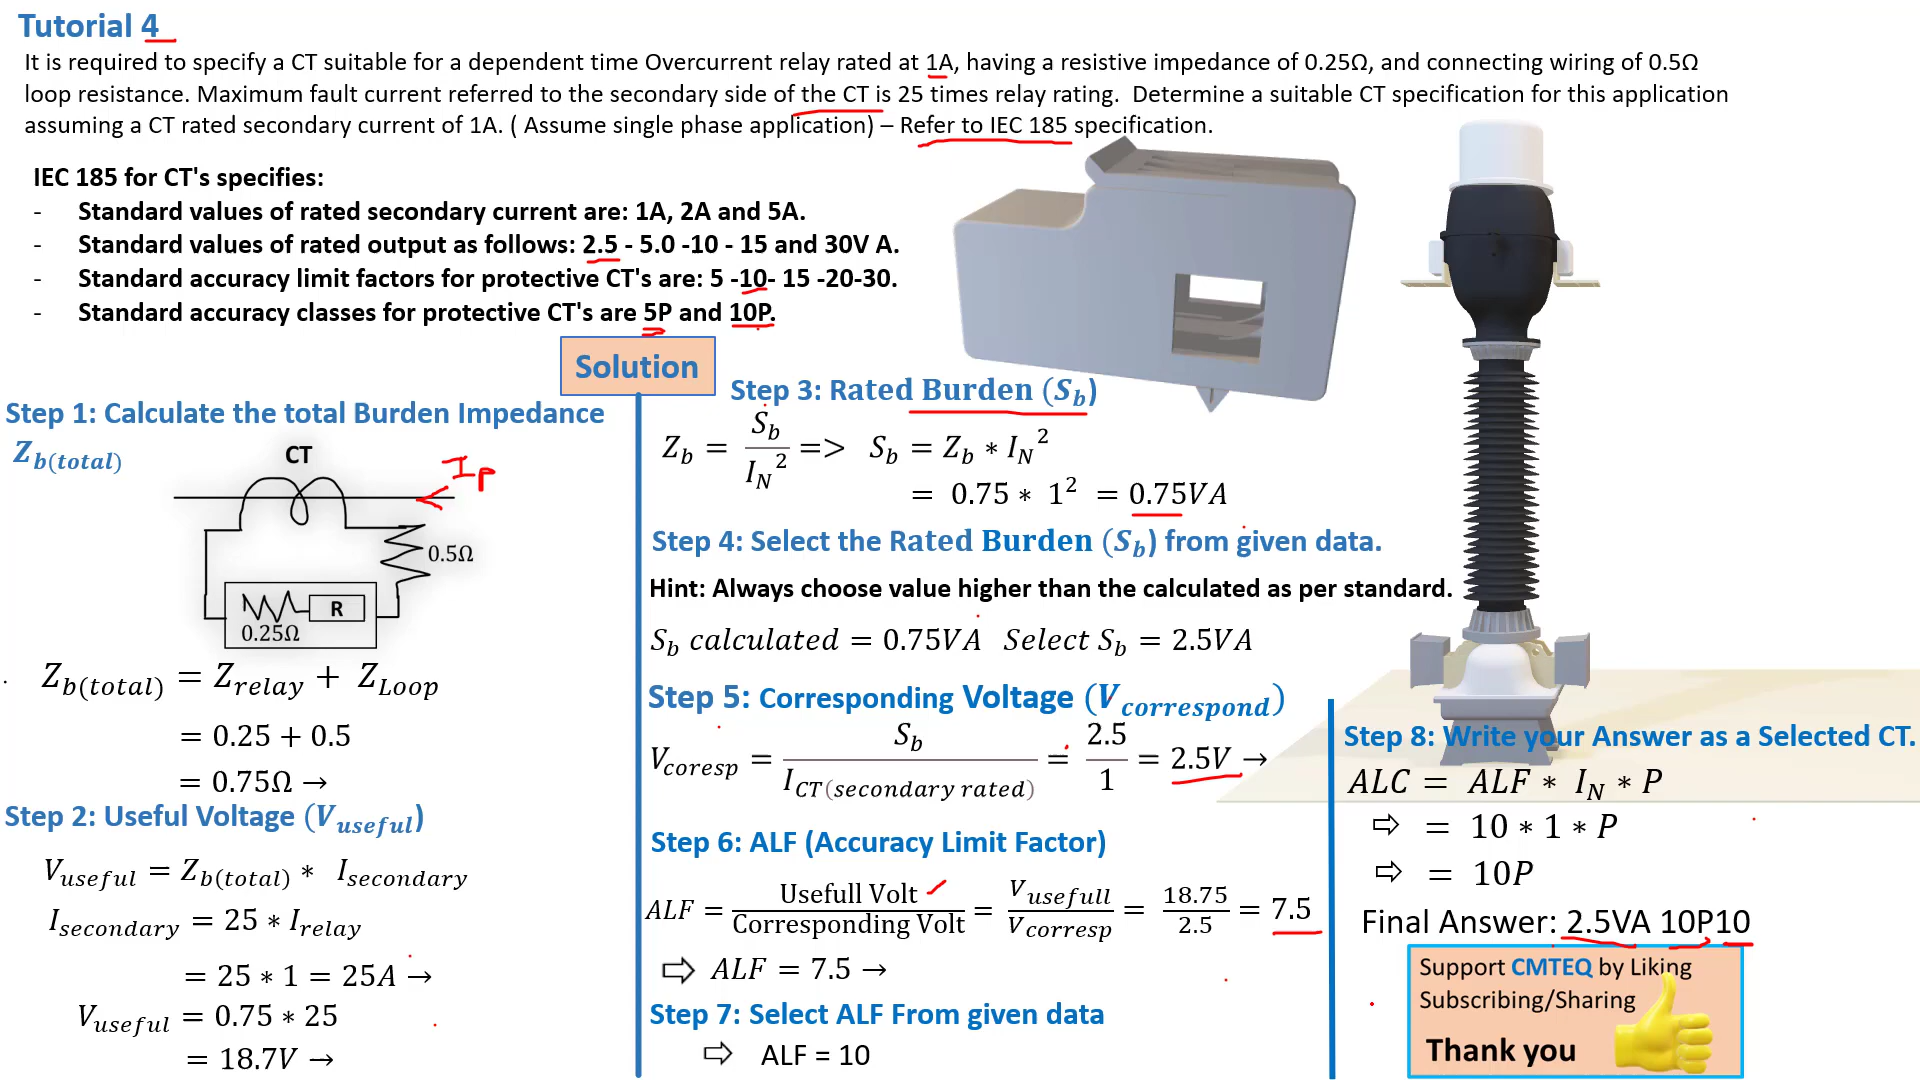 Tutorial 4
It is required to specify a CT suitable for a dependent time Overcurrent relay rated at 1A, having a resistive impedance of 0.25Ω, and connecting wiring of 0.5Ω
loop resistance. Maximum fault current referred to the secondary side of the CT is 25 times relay rating. Determine a suitable CT specification for this application
assuming a CT rated secondary current of 1A. ( Assume single phase application) – Refer to IEC 185 specification.
IEC 185 for CT's specifies:
- Standard values of rated secondary current are: 1A, 2A and 5A.
- Standard values of rated output as follows: 2.5 - 5.0 -10 - 15 and 30V A.
- Standard accuracy limit factors for protective CT's are: 5 -10- 15 -20-30.
- Standard accuracy classes for protective CT's are 5P and 10P.
Solution
Step 1: Calculate the total Burden Impedance
Z_b(total)
CT
I_P
0.5Ω
R
0.25Ω
Z_b(total) = Z_relay + Z_Loop
= 0.25 + 0.5
= 0.75Ω →
Step 2: Useful Voltage (V_useful)
V_useful = Z_b(total) ∗ I_secondary
I_secondary = 25 ∗ I_relay
= 25 ∗ 1 = 25A →
V_useful = 0.75 ∗ 25
= 18.7V →
Step 3: Rated Burden (S_b)
Z_b = S_b / I_N² => S_b = Z_b ∗ I_N²
= 0.75 ∗ 1² = 0.75VA
Step 4: Select the Rated Burden (S_b) from given data.
Hint: Always choose value higher than the calculated as per standard.
S_b calculated = 0.75VA Select S_b = 2.5VA
Step 5: Corresponding Voltage (V_correspond)
V_coresp = S_b / I_CT(secondary rated) = 2.5 / 1 = 2.5V →
Step 6: ALF (Accuracy Limit Factor)
ALF = Usefull Volt / Corresponding Volt = V_usefull / V_corresp = 18.75 / 2.5 = 7.5
⇨ ALF = 7.5 →
Step 7: Select ALF From given data
⇨ ALF = 10
Step 8: Write your Answer as a Selected CT.
ALC = ALF ∗ I_N ∗ P
⇨ = 10 ∗ 1 ∗ P
⇨ = 10P
Final Answer: 2.5VA 10P10
Support CMTEQ by Liking
Subscribing/Sharing
Thank you